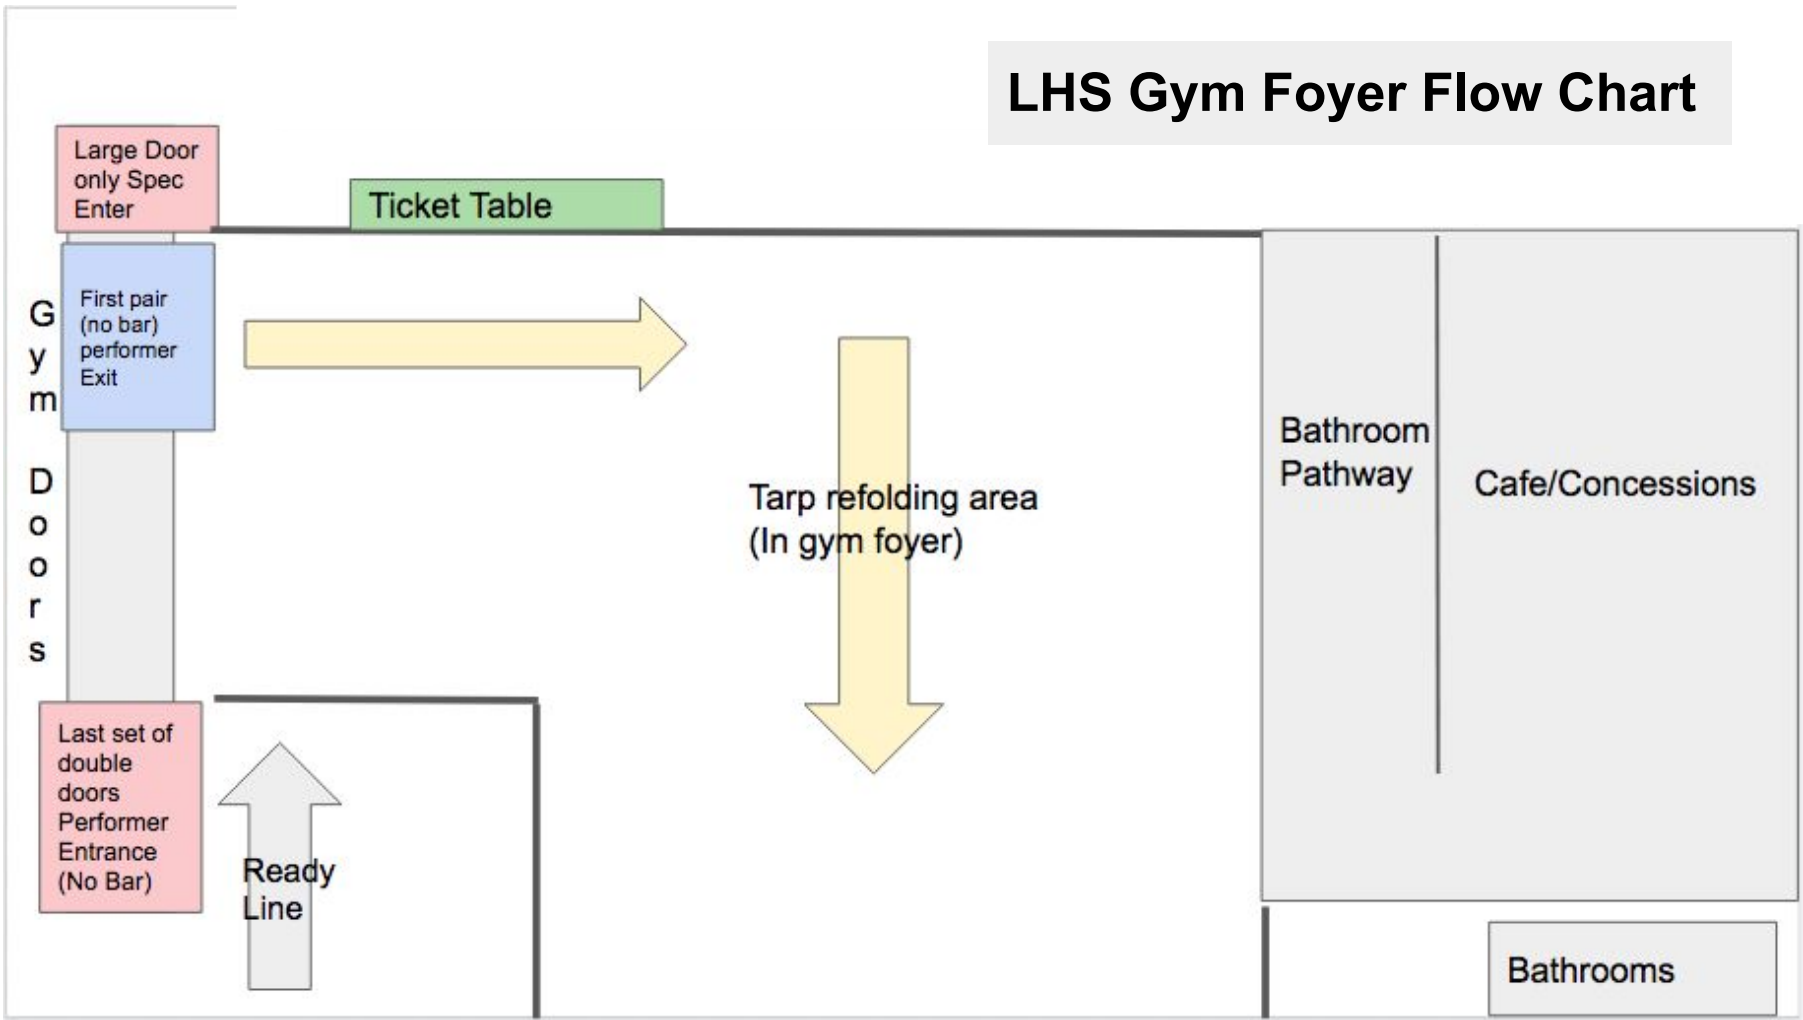 LHS Gym Foyer Flow Chart
Large Door
only Spec
Enter
Ticket Table
First pair
(no bar)
performer
Exit
Gym
Doors
Tarp refolding area
(In gym foyer)
Bathroom
Pathway
Cafe/Concessions
Last set of
double
doors
Performer
Entrance
(No Bar)
Ready
Line
Bathrooms